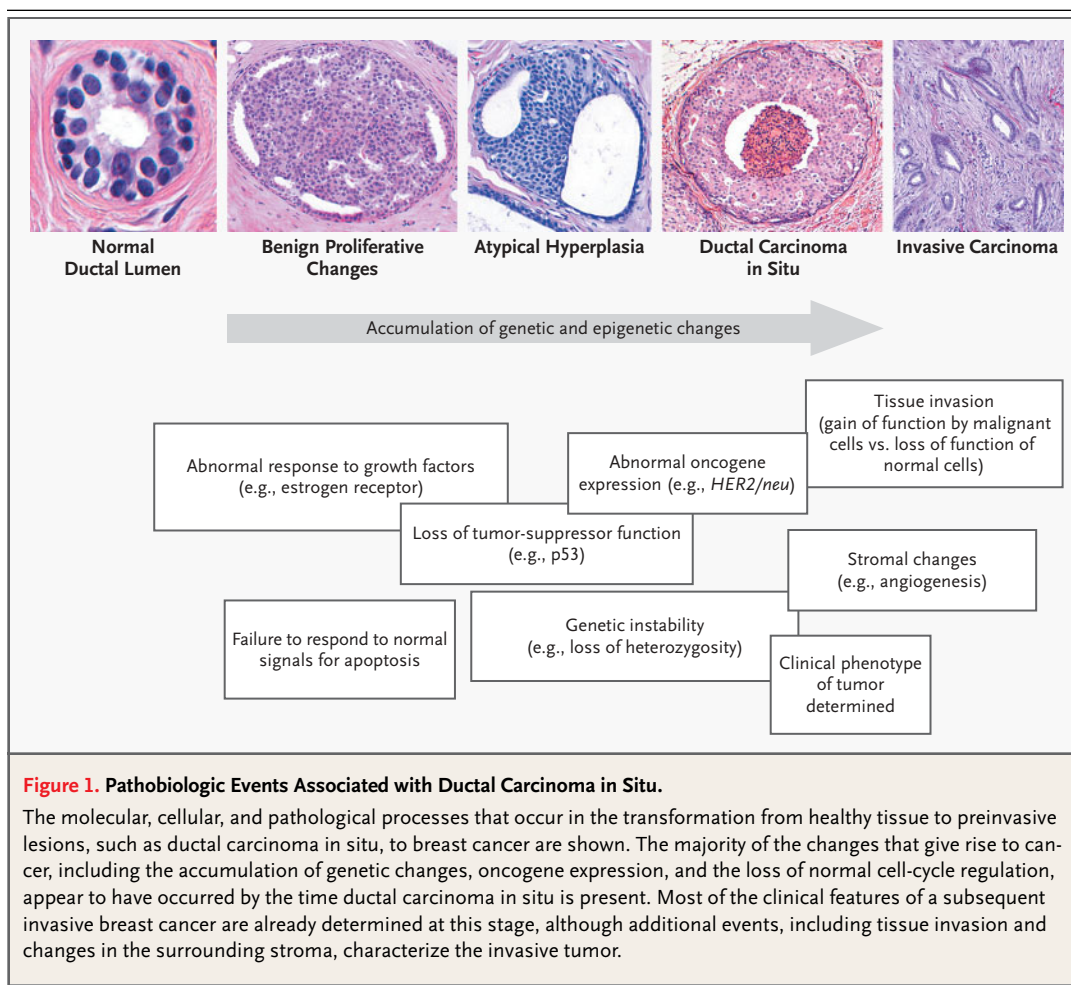 Normal
Ductal Lumen
Benign Proliferative
Changes
Atypical Hyperplasia
Ductal Carcinoma
in Situ
Invasive Carcinoma
Accumulation of genetic and epigenetic changes
Tissue invasion
(gain of function by malignant
cells vs. loss of function of
normal cells)
Abnormal response to growth factors
(e.g., estrogen receptor)
Abnormal oncogene
expression (e.g., HER2/neu)
Loss of tumor-suppressor function
(e.g., p53)
Stromal changes
(e.g., angiogenesis)
Failure to respond to normal
signals for apoptosis
Genetic instability
(e.g., loss of heterozygosity)
Clinical phenotype
of tumor
determined
Figure 1. Pathobiologic Events Associated with Ductal Carcinoma in Situ.
The molecular, cellular, and pathological processes that occur in the transformation from healthy tissue to preinvasive
lesions, such as ductal carcinoma in situ, to breast cancer are shown. The majority of the changes that give rise to can-
cer, including the accumulation of genetic changes, oncogene expression, and the loss of normal cell-cycle regulation,
appear to have occurred by the time ductal carcinoma in situ is present. Most of the clinical features of a subsequent
invasive breast cancer are already determined at this stage, although additional events, including tissue invasion and
changes in the surrounding stroma, characterize the invasive tumor.